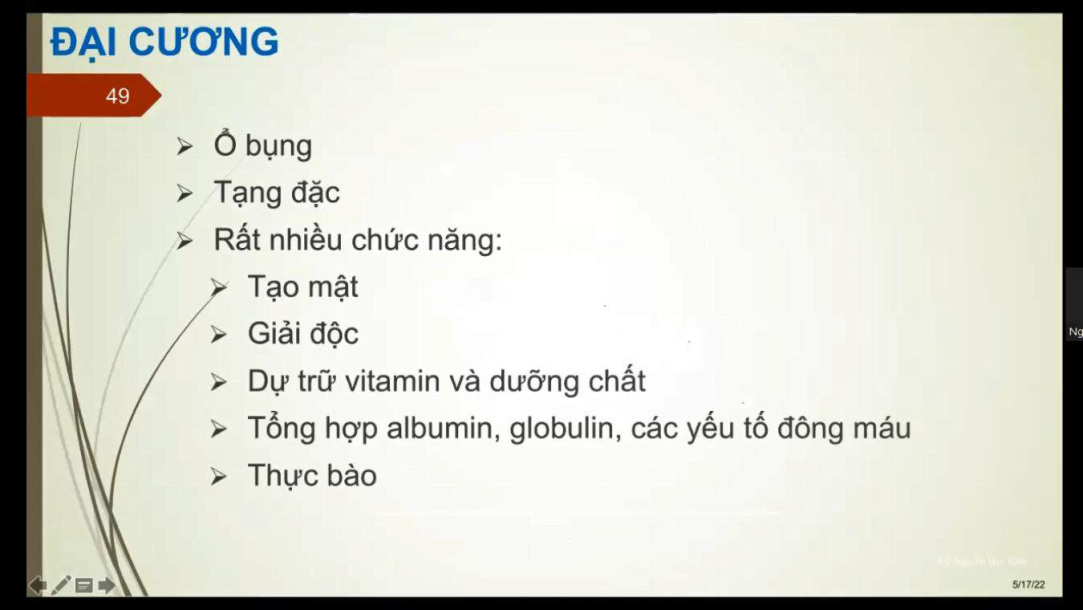 ĐẠI CƯƠNG
49
Ổ bụng
Tạng đặc
Rất nhiều chức năng:
Tạo mật
Giải độc
Dự trữ vitamin và dưỡng chất
Tổng hợp albumin, globulin, các yếu tố đông máu
Thực bào
Ng
5/17/22